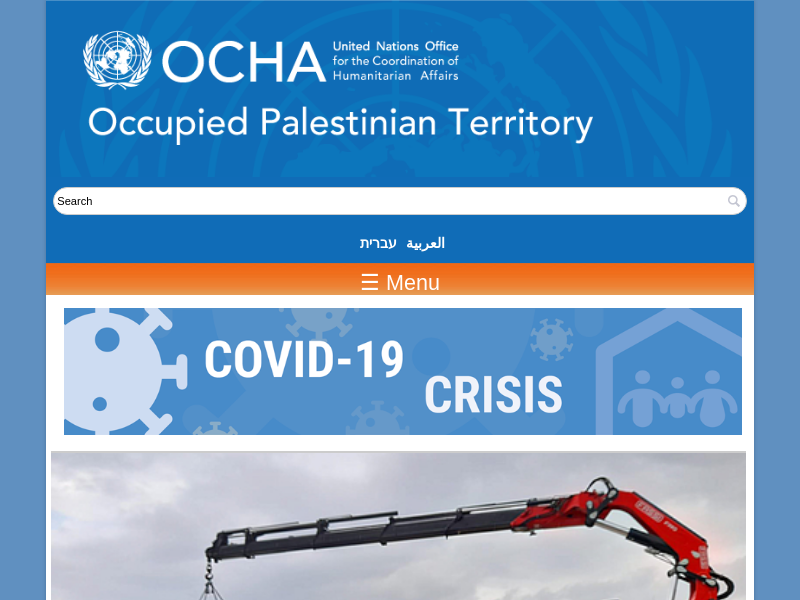 OCHA
United Nations Office
for the Coordination of
Humanitarian Affairs
Occupied Palestinian Territory
Search
עברית العربية
☰ Menu
COVID-19
CRISIS